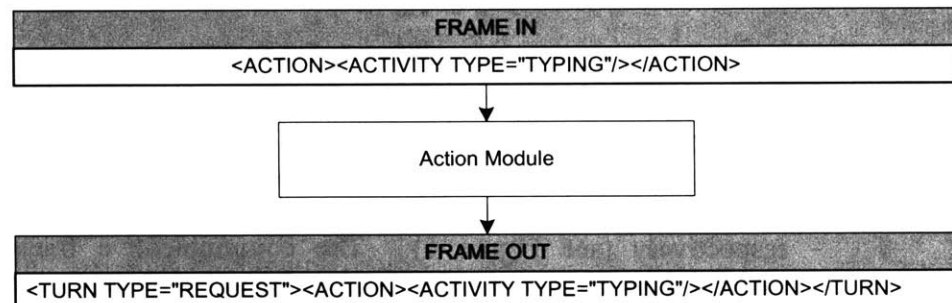 FRAME IN
<ACTION><ACTIVITY TYPE="TYPING"/></ACTION>
Action Module
FRAME OUT
<TURN TYPE="REQUEST"><ACTION><ACTIVITY TYPE="TYPING"/></ACTION></TURN>